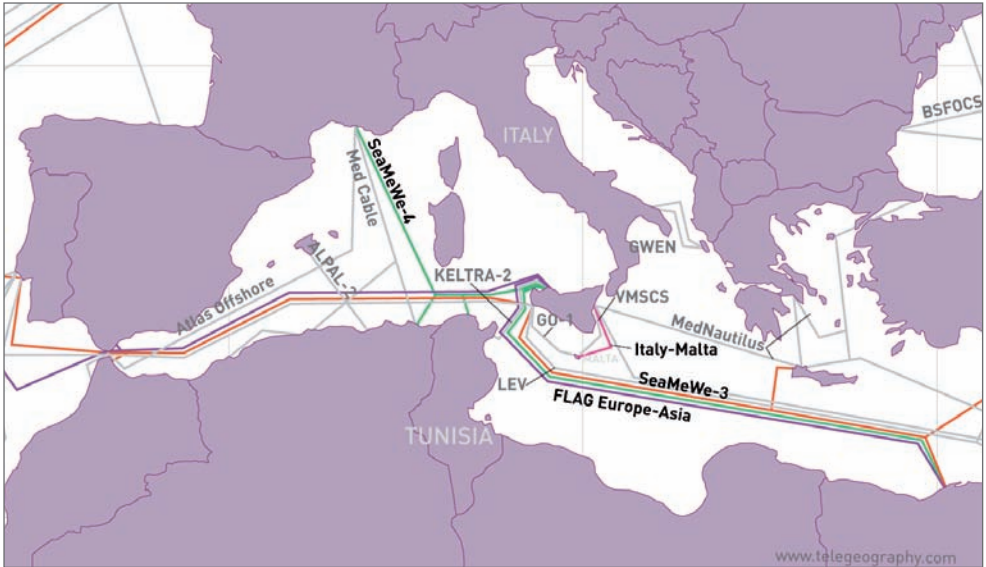 BSFOCS
ITALY
SeaMeWe-4
Med Cable
ALPAL-2
GWEN
KELTRA-2
Atlas Offshore
VMSCS
GO-1
MedNautilus
Italy-Malta
MALTA
LEV
SeaMeWe-3
FLAG Europe-Asia
TUNISIA
www.telegeography.com